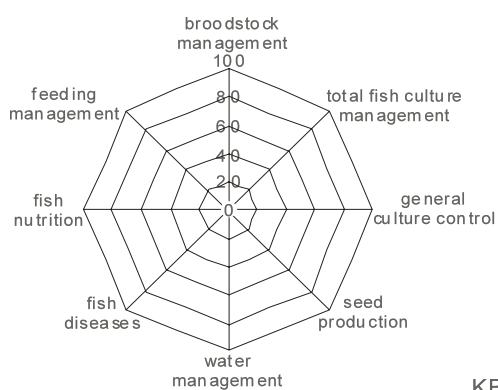 broodstock
management
100
80
60
40
20
0
total fish culture
management
general
culture control
seed
production
water
management
fish
diseases
fish
nutrition
feeding
management